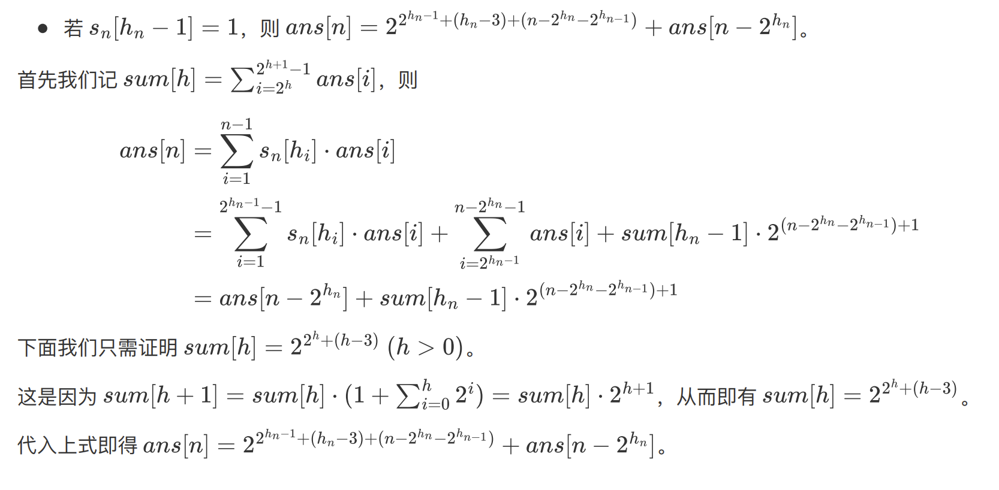 • 若 $s_n[h_n - 1] = 1$，则 $ans[n] = 2^{2^{h_n-1}+(h_n-3)+(n-2^{h_n}-2^{h_n-1})} + ans[n - 2^{h_n}]$。
首先我们记 $sum[h] = \sum_{i=2^h}^{2^{h+1}-1} ans[i]$，则
$ans[n] = \sum_{i=1}^{n-1} s_n[h_i] \cdot ans[i]$
$= \sum_{i=1}^{2^{h_n-1}-1} s_n[h_i] \cdot ans[i] + \sum_{i=2^{h_n-1}}^{n-2^{h_n}-1} ans[i] + sum[h_n - 1] \cdot 2^{(n-2^{h_n}-2^{h_n-1})+1}$
$= ans[n - 2^{h_n}] + sum[h_n - 1] \cdot 2^{(n-2^{h_n}-2^{h_n-1})+1}$
下面我们只需证明 $sum[h] = 2^{2^h+(h-3)}\ (h > 0)$。
这是因为 $sum[h + 1] = sum[h] \cdot (1 + \sum_{i=0}^{h} 2^i) = sum[h] \cdot 2^{h+1}$，从而即有 $sum[h] = 2^{2^h+(h-3)}$。
代入上式即得 $ans[n] = 2^{2^{h_n-1}+(h_n-3)+(n-2^{h_n}-2^{h_n-1})} + ans[n - 2^{h_n}]$。